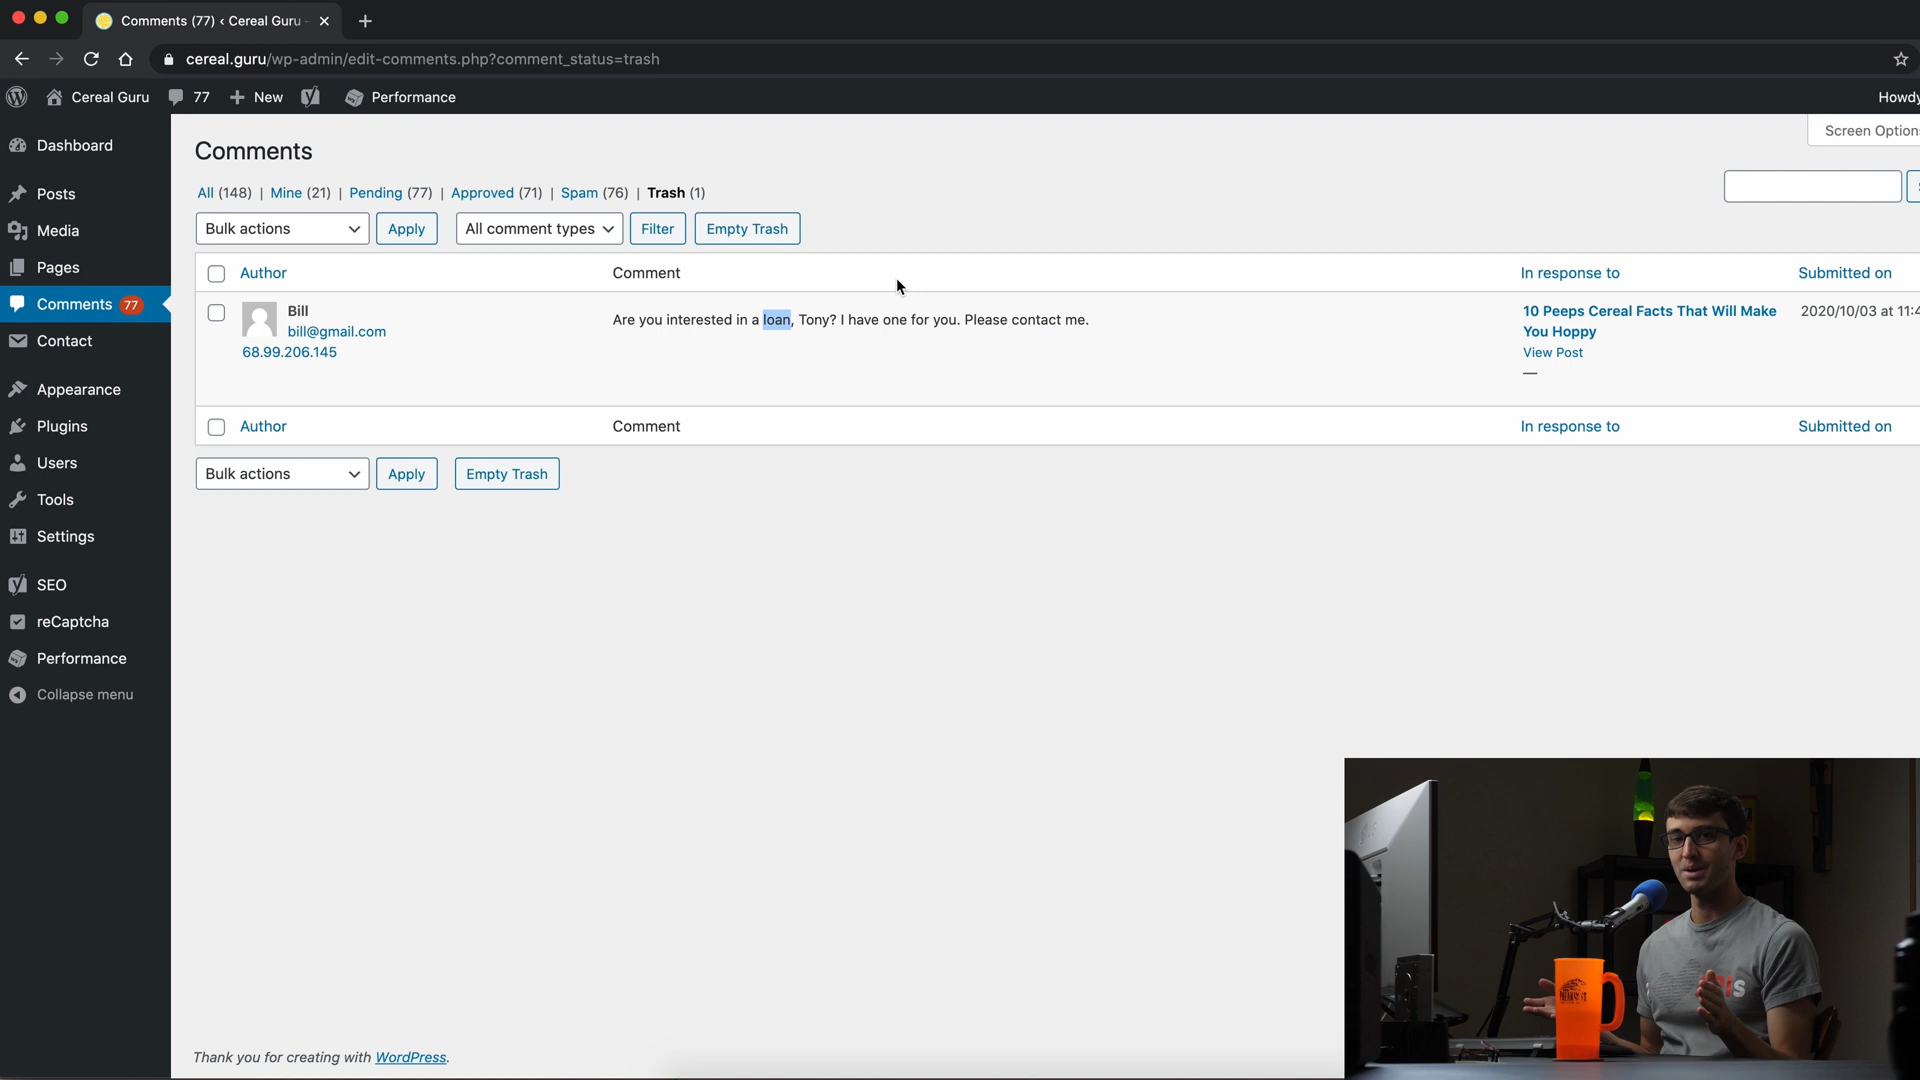 Comments (77) ‹ Cereal Guru
cereal.guru/wp-admin/edit-comments.php?comment_status=trash
Cereal Guru 77 New Performance Howdy
Screen Option
Dashboard
Posts
Media
Pages
Comments 77
Contact
Appearance
Plugins
Users
Tools
Settings
SEO
reCaptcha
Performance
Collapse menu
Comments
All (148) | Mine (21) | Pending (77) | Approved (71) | Spam (76) | Trash (1)
Bulk actions Apply All comment types Filter Empty Trash
Author Comment In response to Submitted on
Bill
bill@gmail.com
68.99.206.145
Are you interested in a loan, Tony? I have one for you. Please contact me.
10 Peeps Cereal Facts That Will Make
You Hoppy
View Post
—
2020/10/03 at 11:4
Author Comment In response to Submitted on
Bulk actions Apply Empty Trash
Thank you for creating with WordPress.